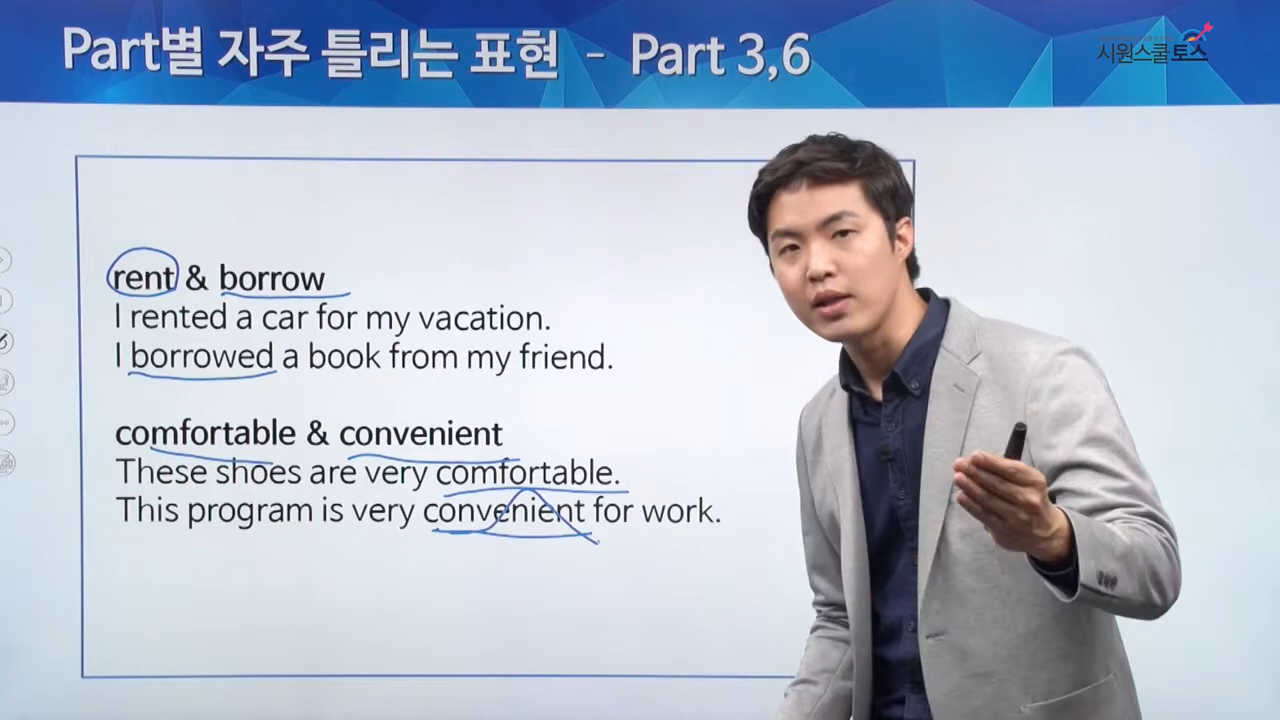 Part별 자주 틀리는 표현 - Part 3,6
시원스쿨토스
rent & borrow
I rented a car for my vacation.
I borrowed a book from my friend.
comfortable & convenient
These shoes are very comfortable.
This program is very convenient for work.